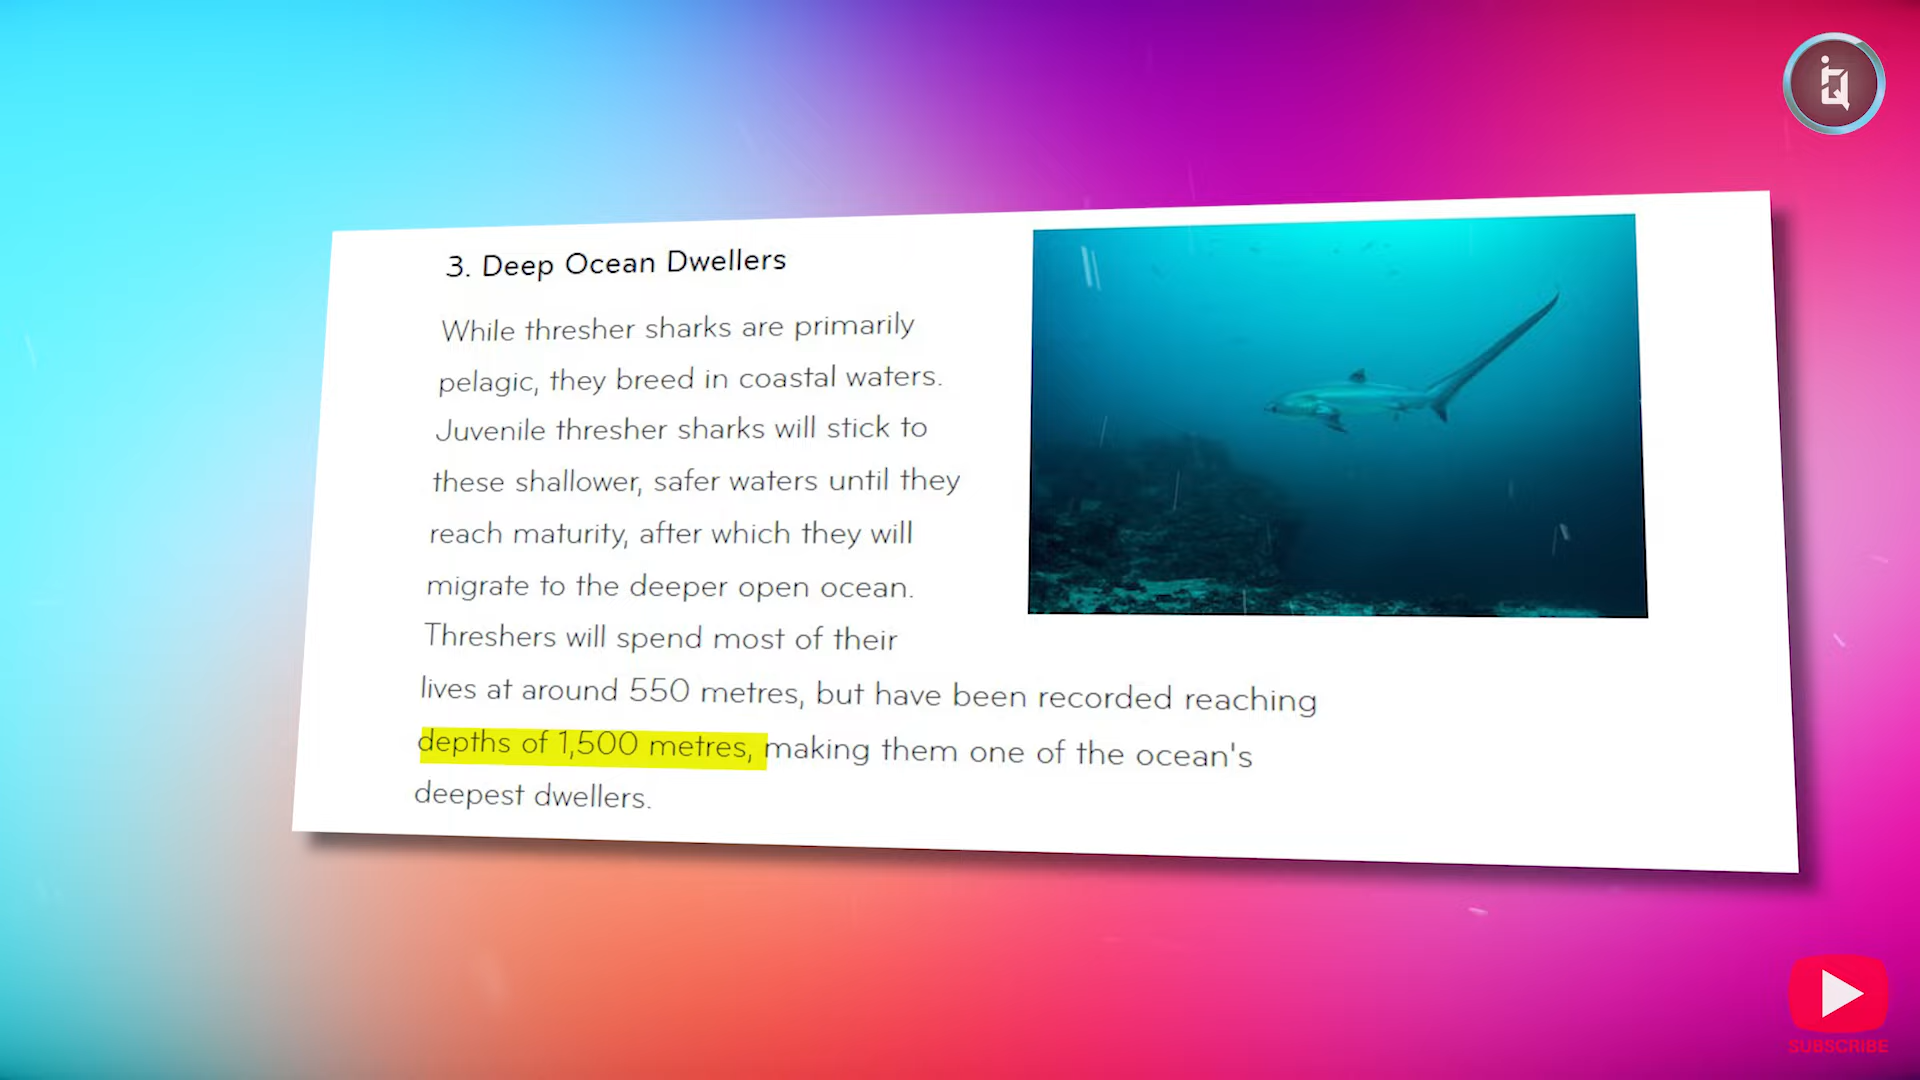 3. Deep Ocean Dwellers
While thresher sharks are primarily
pelagic, they breed in coastal waters.
Juvenile thresher sharks will stick to
these shallower, safer waters until they
reach maturity, after which they will
migrate to the deeper open ocean.
Threshers will spend most of their
lives at around 550 metres, but have been recorded reaching
depths of 1,500 metres, making them one of the ocean's
deepest dwellers.
iQ
SUBSCRIBE